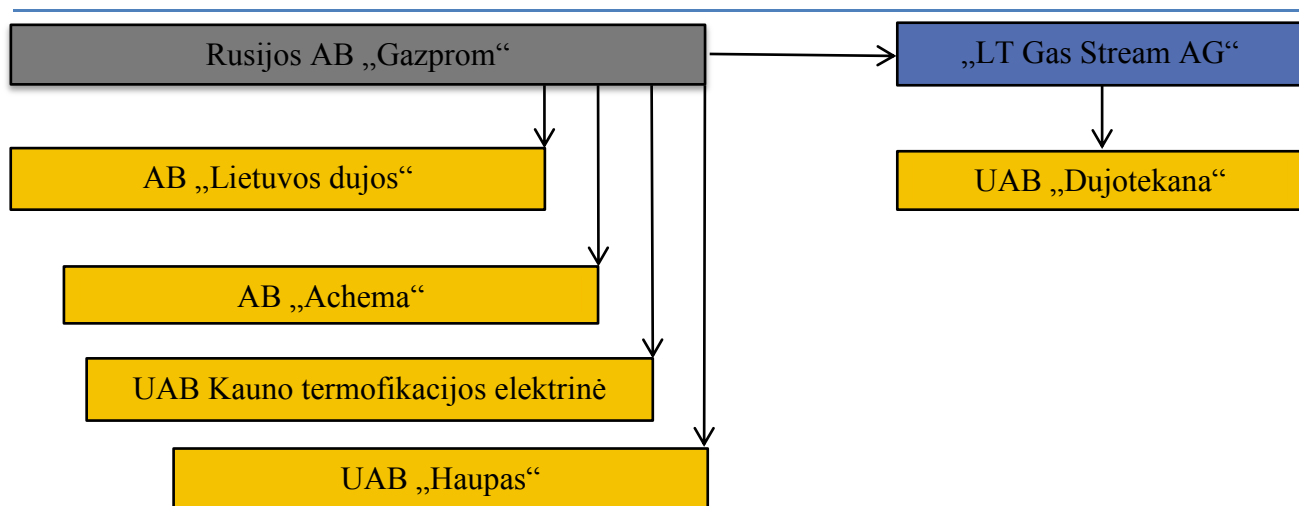 Rusijos AB „Gazprom“
„LT Gas Stream AG“
AB „Lietuvos dujos“
UAB „Dujotekana“
AB „Achema“
UAB Kauno termofikacijos elektrinė
UAB „Haupas“